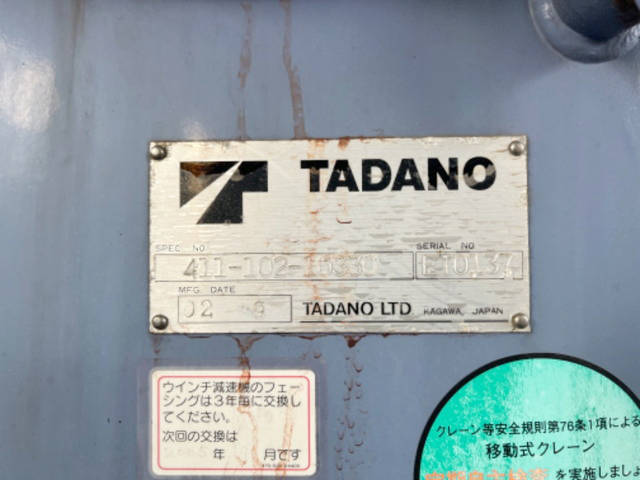 TADANO
SPEC NO
SERIAL NO
MFG DATE
02 9
TADANO LTD KAGAWA, JAPAN
ウインチ減速機のフェー
シングは3年毎に交換し
てください。
次回の交換は
年 月です
クレーン等安全規則第76条1項による
移動式クレーン
を実施しましょ